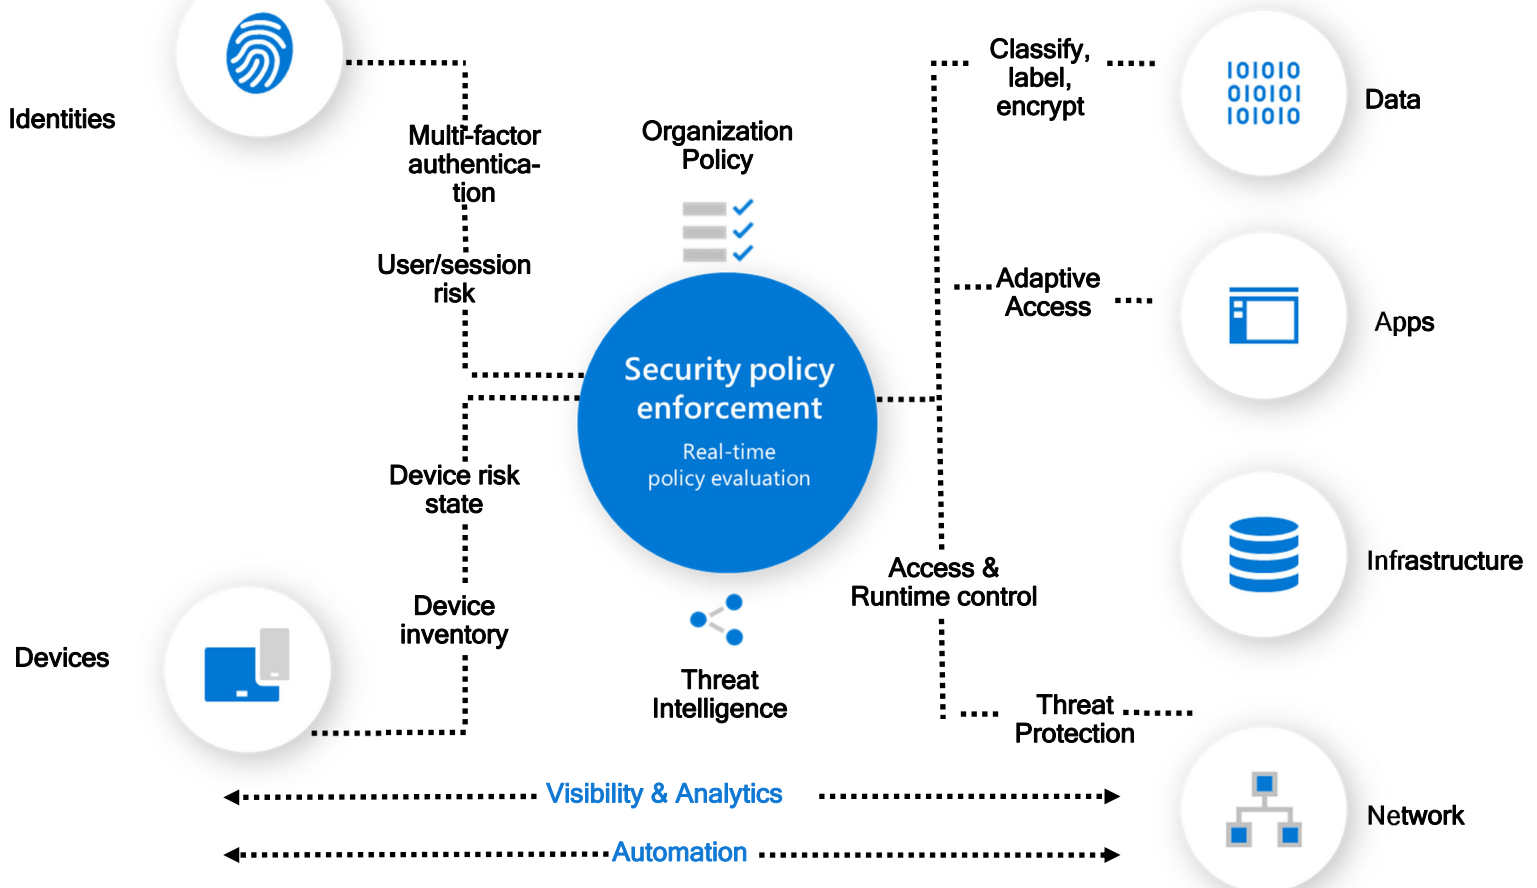 Identities
Multi-factor
authentica-
tion
User/session
risk
Device risk
state
Device
inventory
Devices
Organization
Policy
Security policy
enforcement
Real-time
policy evaluation
Threat
Intelligence
Classify,
label,
encrypt
Data
101010
010101
101010
Adaptive
Access
Apps
Access &
Runtime control
Infrastructure
Threat
Protection
Network
Visibility & Analytics
Automation